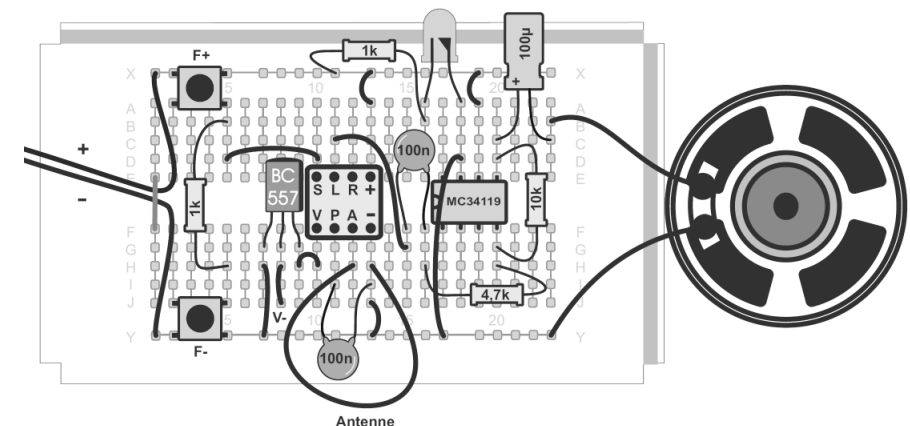 F+
1k
100µ
+
X
5
10
15
20
X
A
B
C
D
E
A
B
C
D
E
+
-
100n
BC
557
S L R +
V P A -
MC34119
10k
1k
F
G
H
I
J
F
G
H
I
J
4,7k
V-
5
10
15
20
Y
Y
F-
100n
Antenne